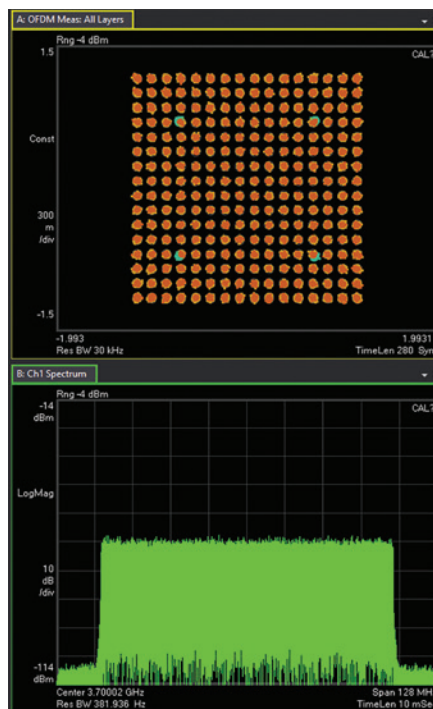 A: OFDM Meas: All Layers
Rng -4 dBm
1.5
CAL?
Const
300
m
/div
-1.5
-1.993
1.9931
Res BW 30 kHz
TimeLen 280 Sym
B: Ch1 Spectrum
Rng -4 dBm
-14
dBm
CAL?
LogMag
10
dB
/div
-114
dBm
Center 3.70002 GHz
Span 128 MH
Res BW 381.936 Hz
TimeLen 10 mSec